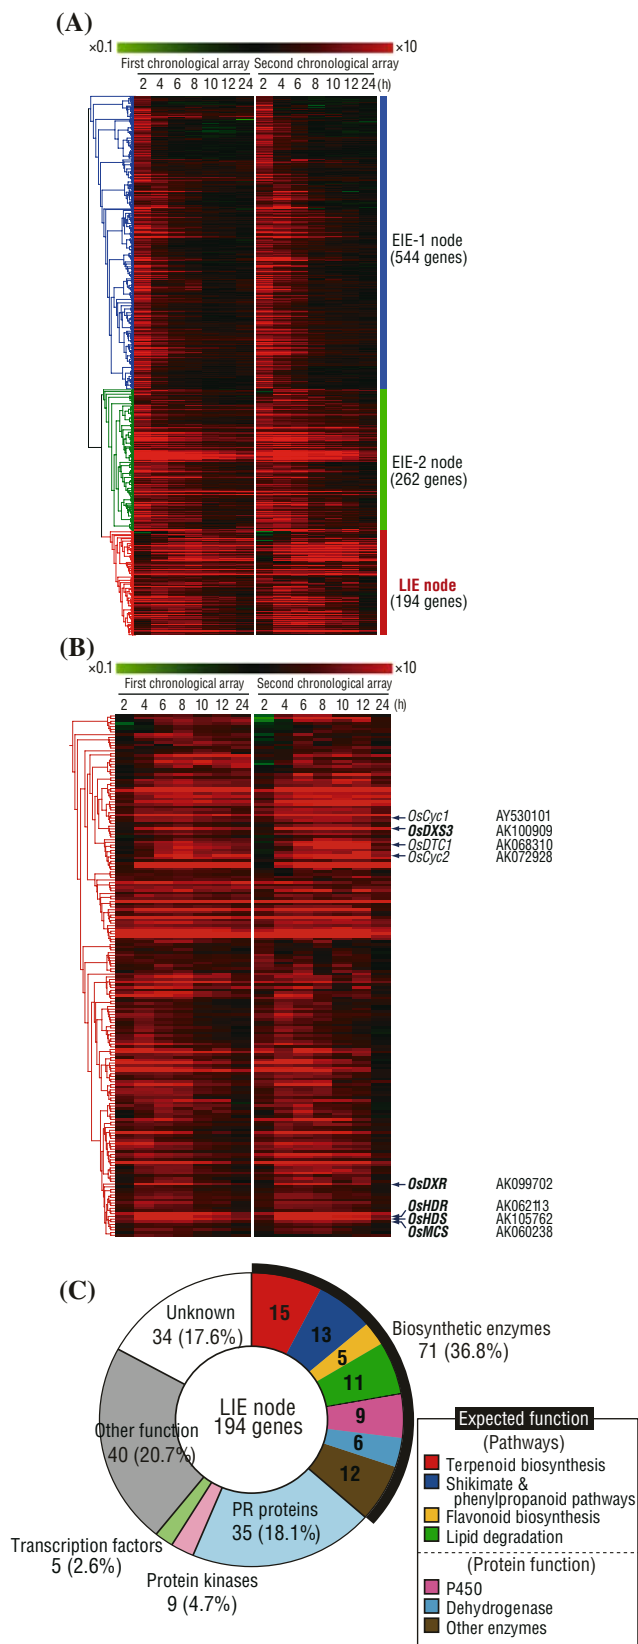 (A)
×0.1 ×10
First chronological array Second chronological array
2 4 6 8 10 12 24 2 4 6 8 10 12 24 (h)
EIE-1 node
(544 genes)
EIE-2 node
(262 genes)
LIE node
(194 genes)
(B)
×0.1 ×10
First chronological array Second chronological array
2 4 6 8 10 12 24 2 4 6 8 10 12 24 (h)
OsCyc1 AY530101
OsDXS3 AK100909
OsDTC1 AK068310
OsCyc2 AK072928
OsDXR AK099702
OsHDR AK062113
OsHDS AK105762
OsMCS AK060238
(C)
Unknown
34 (17.6%)
15
13
5
11
9
6
12
Biosynthetic enzymes
71 (36.8%)
LIE node
194 genes
Other function
40 (20.7%)
PR proteins
35 (18.1%)
Transcription factors
5 (2.6%)
Protein kinases
9 (4.7%)
Expected function
(Pathways)
Terpenoid biosynthesis
Shikimate &
phenylpropanoid pathways
Flavonoid biosynthesis
Lipid degradation
(Protein function)
P450
Dehydrogenase
Other enzymes